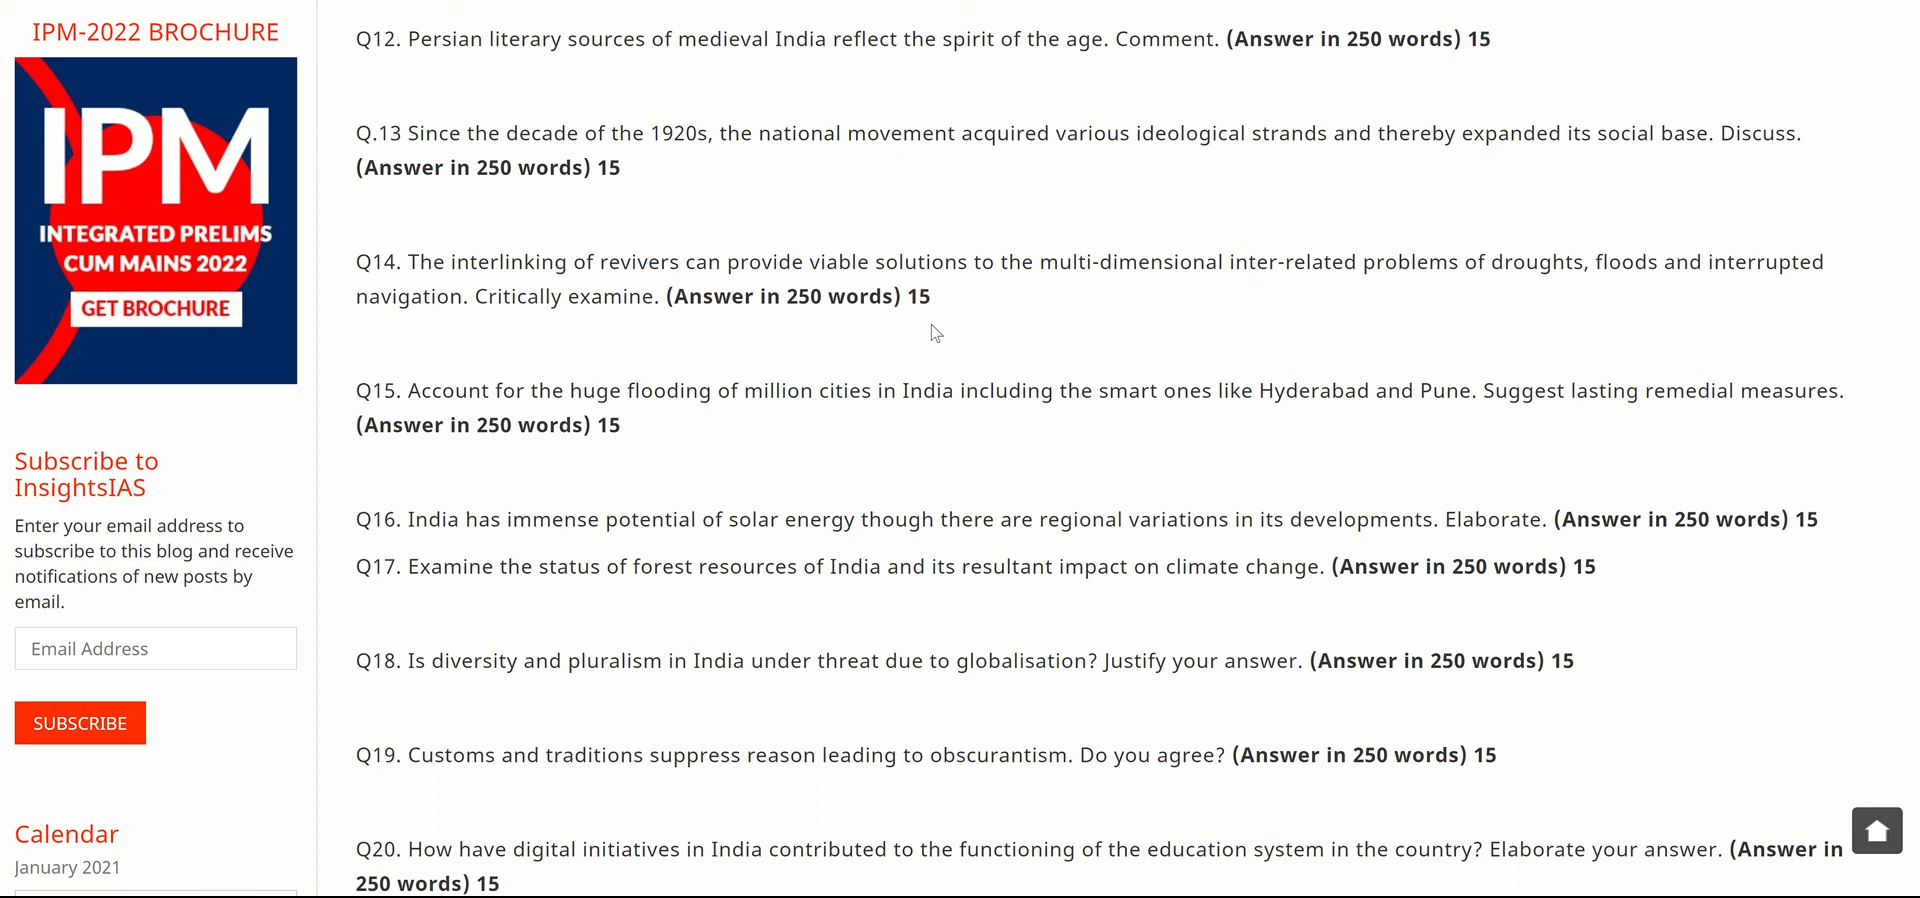 IPM-2022 BROCHURE
IPM
INTEGRATED PRELIMS
CUM MAINS 2022
GET BROCHURE
Subscribe to
InsightsIAS
Enter your email address to
subscribe to this blog and receive
notifications of new posts by
email.
Email Address
SUBSCRIBE
Calendar
January 2021
Q12. Persian literary sources of medieval India reflect the spirit of the age. Comment. (Answer in 250 words) 15
Q.13 Since the decade of the 1920s, the national movement acquired various ideological strands and thereby expanded its social base. Discuss.
(Answer in 250 words) 15
Q14. The interlinking of revivers can provide viable solutions to the multi-dimensional inter-related problems of droughts, floods and interrupted
navigation. Critically examine. (Answer in 250 words) 15
Q15. Account for the huge flooding of million cities in India including the smart ones like Hyderabad and Pune. Suggest lasting remedial measures.
(Answer in 250 words) 15
Q16. India has immense potential of solar energy though there are regional variations in its developments. Elaborate. (Answer in 250 words) 15
Q17. Examine the status of forest resources of India and its resultant impact on climate change. (Answer in 250 words) 15
Q18. Is diversity and pluralism in India under threat due to globalisation? Justify your answer. (Answer in 250 words) 15
Q19. Customs and traditions suppress reason leading to obscurantism. Do you agree? (Answer in 250 words) 15
Q20. How have digital initiatives in India contributed to the functioning of the education system in the country? Elaborate your answer. (Answer in
250 words) 15